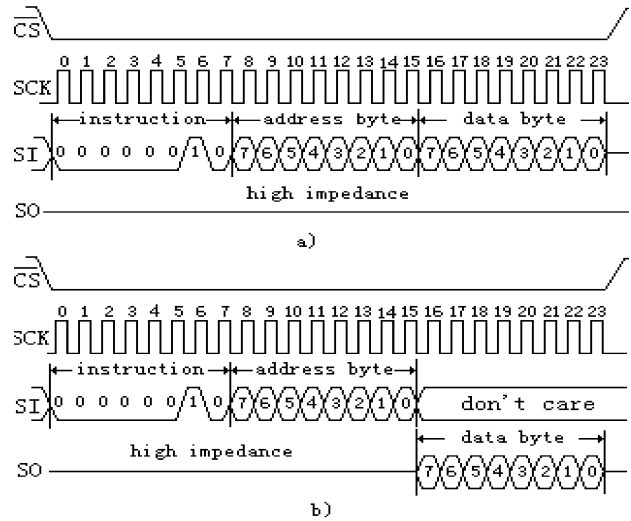 CS
0 1 2 3 4 5 6 7 8 9 10 11 12 13 14 15 16 17 18 19 20 21 22 23
SCK
instruction address byte data byte
SI 0 0 0 0 0 0 1 0 7 6 5 4 3 2 1 0 7 6 5 4 3 2 1 0
high impedance
SO
a)
CS
0 1 2 3 4 5 6 7 8 9 10 11 12 13 14 15 16 17 18 19 20 21 22 23
SCK
instruction address byte
SI 0 0 0 0 0 0 1 0 7 6 5 4 3 2 1 0 don't care
data byte
high impedance
SO 7 6 5 4 3 2 1 0
b)